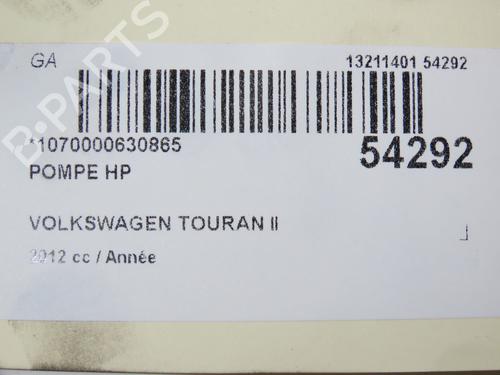 GA
13211401 54292
*1070000630865
54292
POMPE HP
VOLKSWAGEN TOURAN II
2012 cc / Année
B-PARTS